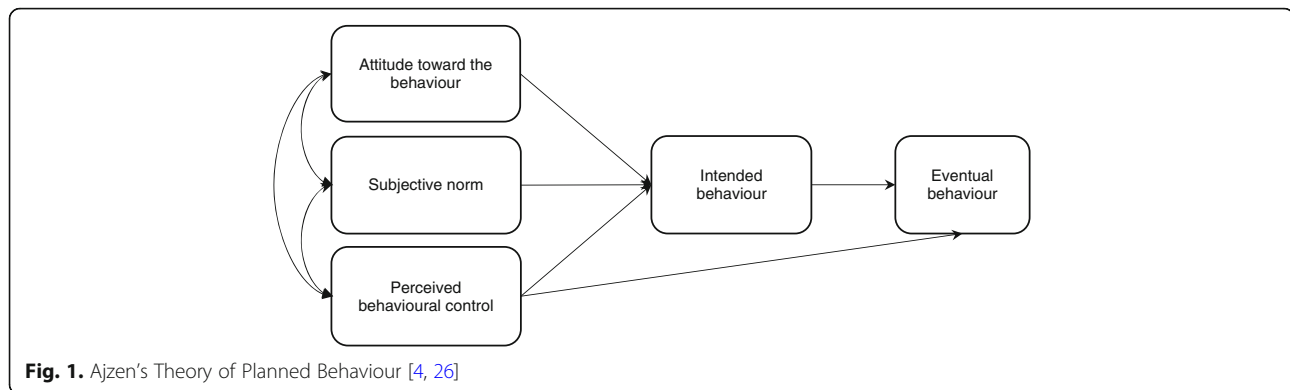 Attitude toward the
behaviour
Subjective norm
Perceived
behavioural control
Intended
behaviour
Eventual
behaviour
Fig. 1. Ajzen's Theory of Planned Behaviour [4, 26]